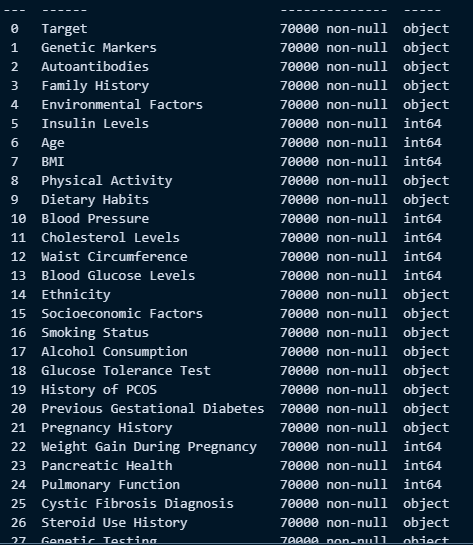 ---  ------                        --------------  -----
0   Target                        70000 non-null  object
1   Genetic Markers               70000 non-null  object
2   Autoantibodies                70000 non-null  object
3   Family History                70000 non-null  object
4   Environmental Factors         70000 non-null  object
5   Insulin Levels                70000 non-null  int64
6   Age                           70000 non-null  int64
7   BMI                           70000 non-null  int64
8   Physical Activity             70000 non-null  object
9   Dietary Habits                70000 non-null  object
10  Blood Pressure                70000 non-null  int64
11  Cholesterol Levels            70000 non-null  int64
12  Waist Circumference           70000 non-null  int64
13  Blood Glucose Levels          70000 non-null  int64
14  Ethnicity                     70000 non-null  object
15  Socioeconomic Factors         70000 non-null  object
16  Smoking Status                70000 non-null  object
17  Alcohol Consumption           70000 non-null  object
18  Glucose Tolerance Test        70000 non-null  object
19  History of PCOS               70000 non-null  object
20  Previous Gestational Diabetes 70000 non-null  object
21  Pregnancy History             70000 non-null  object
22  Weight Gain During Pregnancy  70000 non-null  int64
23  Pancreatic Health             70000 non-null  int64
24  Pulmonary Function            70000 non-null  int64
25  Cystic Fibrosis Diagnosis     70000 non-null  object
26  Steroid Use History           70000 non-null  object
27  Genetic Testing               70000 non-null  object